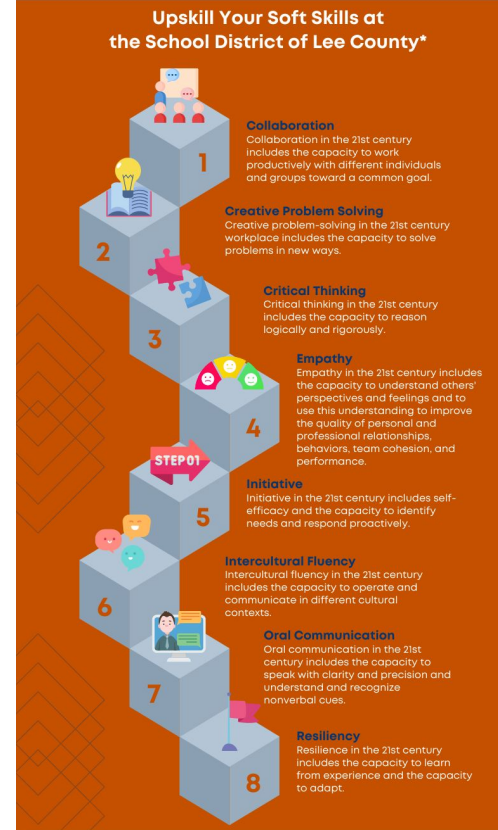 Upskill Your Soft Skills at
the School District of Lee County*
1
Collaboration
Collaboration in the 21st century
includes the capacity to work
productively with different individuals
and groups toward a common goal.
2
Creative Problem Solving
Creative problem-solving in the 21st century
workplace includes the capacity to solve
problems in new ways.
3
Critical Thinking
Critical thinking in the 21st century
includes the capacity to reason
logically and rigorously.
4
Empathy
Empathy in the 21st century includes
the capacity to understand others'
perspectives and feelings and to
use this understanding to improve
the quality of personal and
professional relationships,
behaviors, team cohesion, and
performance.
STEP01
5
Initiative
Initiative in the 21st century includes self-
efficacy and the capacity to identify
needs and respond proactively.
6
Intercultural Fluency
Intercultural fluency in the 21st century
includes the capacity to operate and
communicate in different cultural
contexts.
7
Oral Communication
Oral communication in the 21st
century includes the capacity to
speak with clarity and precision and
understand and recognize
nonverbal cues.
8
Resiliency
Resilience in the 21st century
includes the capacity to learn
from experience and the capacity
to adapt.